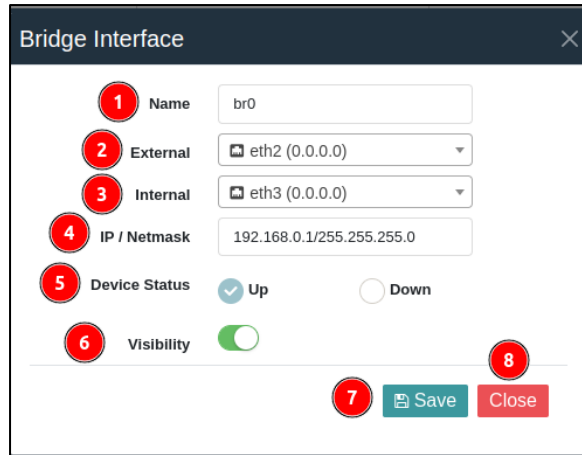 Bridge Interface
1 Name br0
2 External eth2 (0.0.0.0)
3 Internal eth3 (0.0.0.0)
4 IP / Netmask 192.168.0.1/255.255.255.0
5 Device Status Up Down
6 Visibility
8
7 Save Close